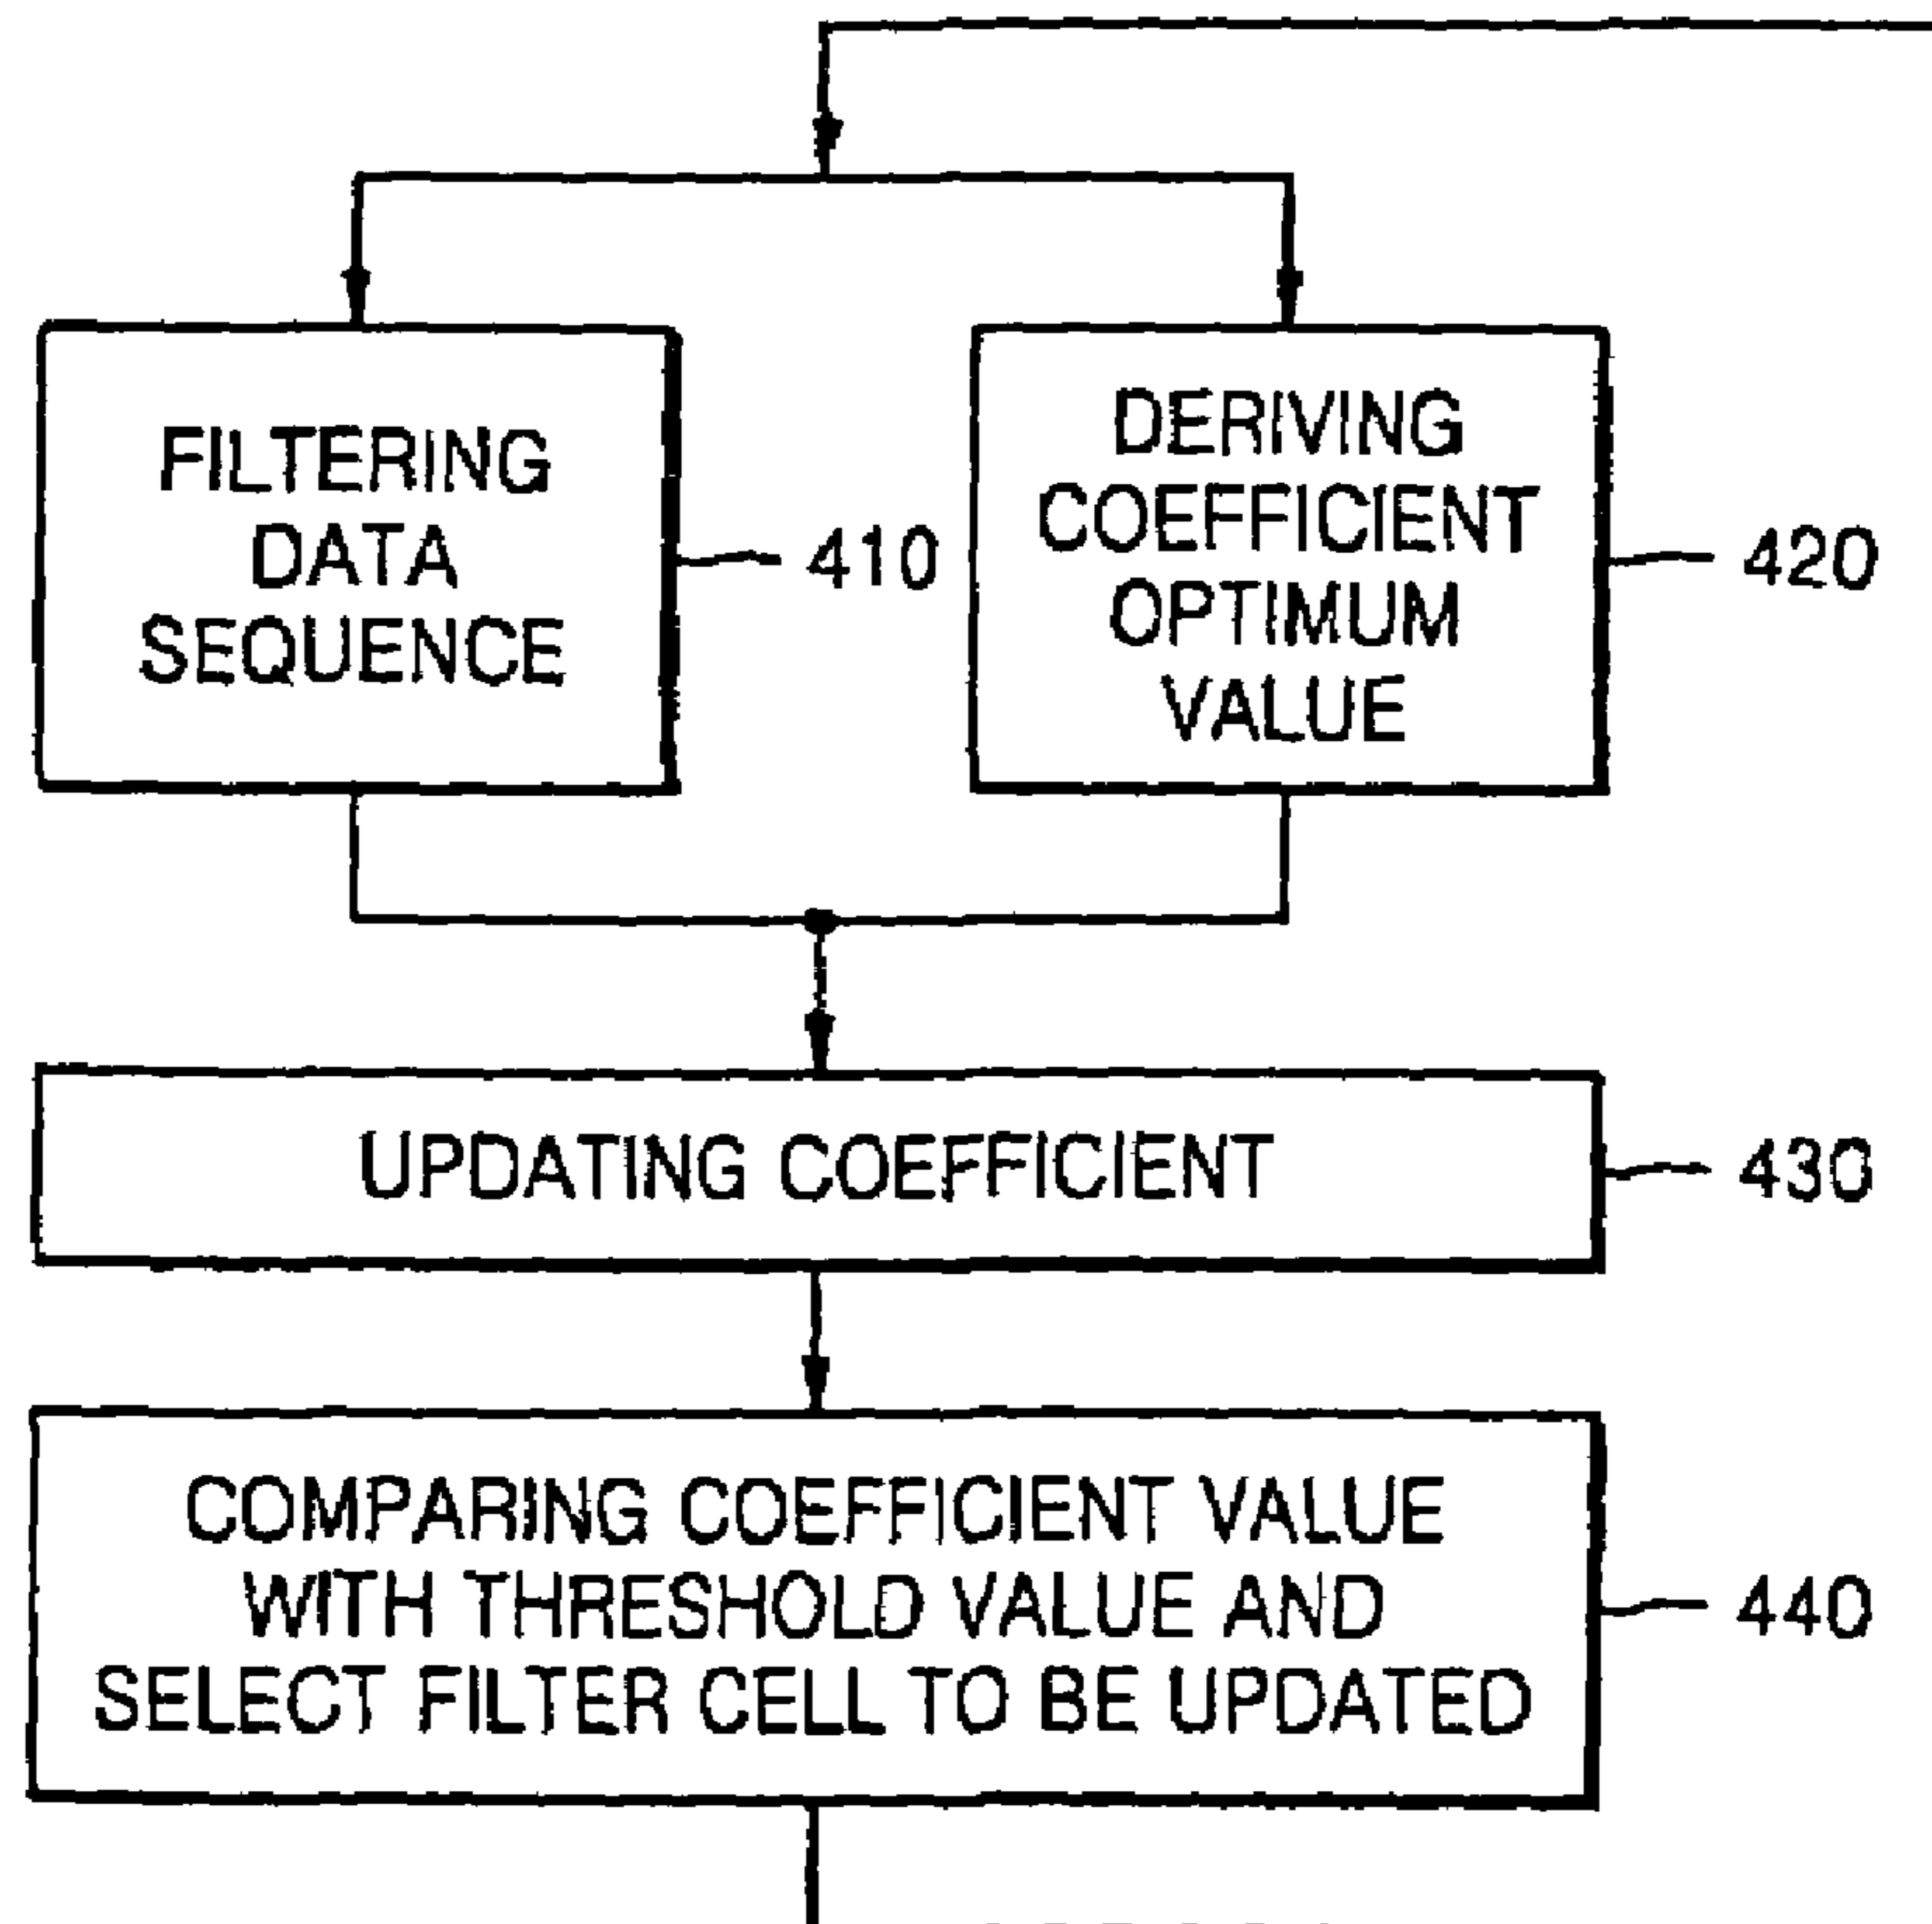 FILTERING
DATA
SEQUENCE
410
DERIVING
COEFFICIENT
OPTIMUM
VALUE
420
UPDATING COEFFICIENT
430
COMPARING COEFFICIENT VALUE
WITH THRESHOLD VALUE AND
SELECT FILTER CELL TO BE UPDATED
440